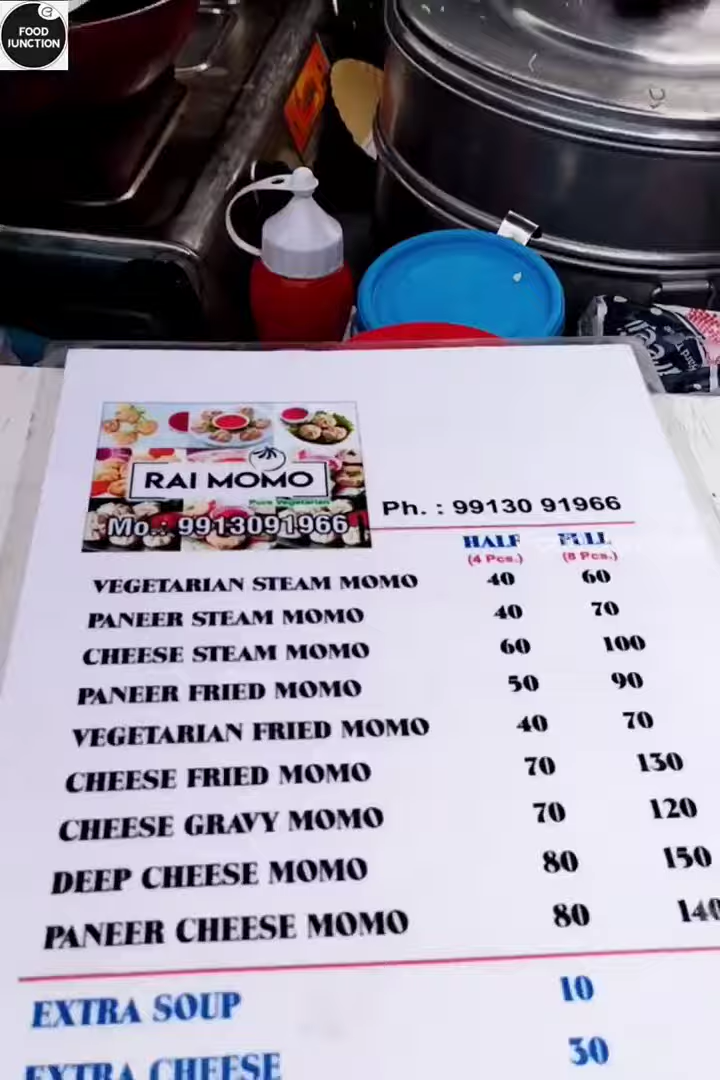 FOOD
JUNCTION
RAI MOMO
Pure Vegetarian
Mo.: 9913091966
Ph. : 99130 91966
HALF FULL
(4 Pcs.) (8 Pcs.)
VEGETARIAN STEAM MOMO 40 60
PANEER STEAM MOMO 40 70
CHEESE STEAM MOMO 60 100
PANEER FRIED MOMO 50 90
VEGETARIAN FRIED MOMO 40 70
CHEESE FRIED MOMO 70 130
CHEESE GRAVY MOMO 70 120
DEEP CHEESE MOMO 80 150
PANEER CHEESE MOMO 80 140
EXTRA SOUP 10
EXTRA CHEESE 30